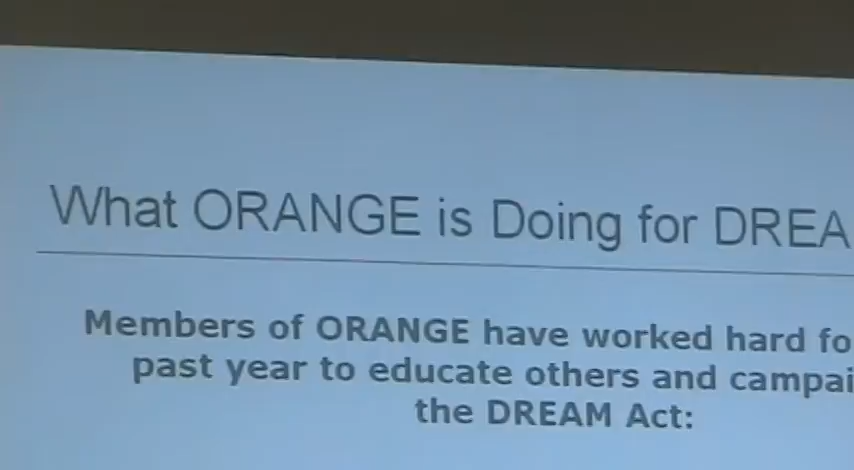 What ORANGE is Doing for DREA
Members of ORANGE have worked hard fo
past year to educate others and campai
the DREAM Act: